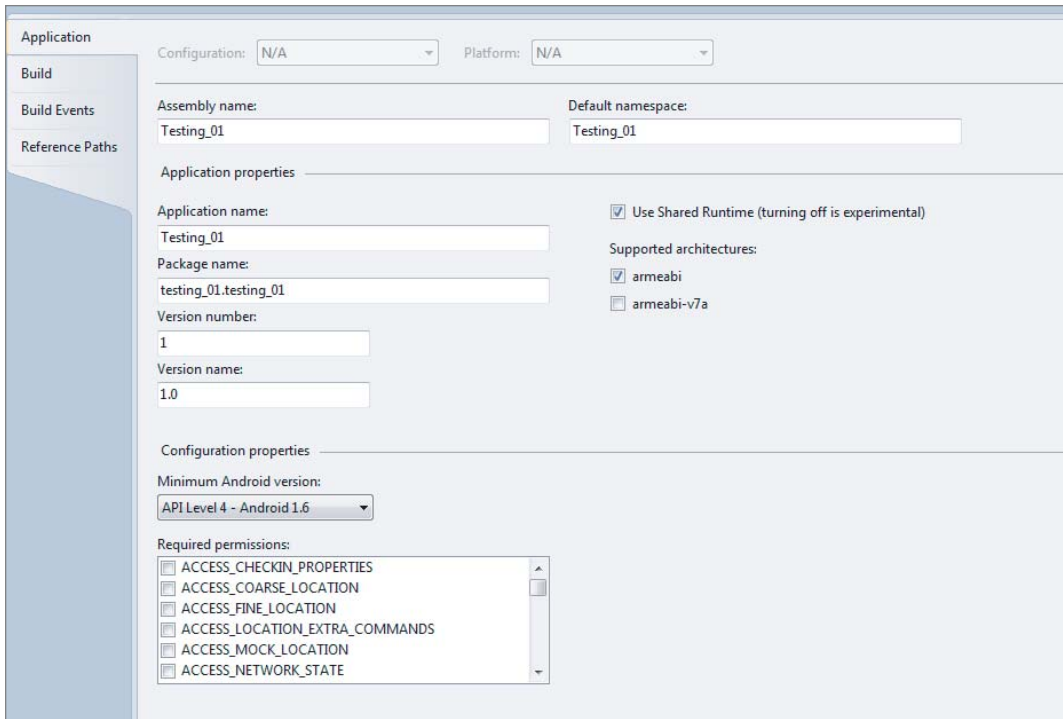 Application
Build
Build Events
Reference Paths
Configuration: N/A Platform: N/A
Assembly name: Default namespace:
Testing_01 Testing_01
Application properties
Application name:
Testing_01
Package name:
testing_01.testing_01
Version number:
1
Version name:
1.0
Use Shared Runtime (turning off is experimental)
Supported architectures:
armeabi
armeabi-v7a
Configuration properties
Minimum Android version:
API Level 4 - Android 1.6
Required permissions:
ACCESS_CHECKIN_PROPERTIES
ACCESS_COARSE_LOCATION
ACCESS_FINE_LOCATION
ACCESS_LOCATION_EXTRA_COMMANDS
ACCESS_MOCK_LOCATION
ACCESS_NETWORK_STATE